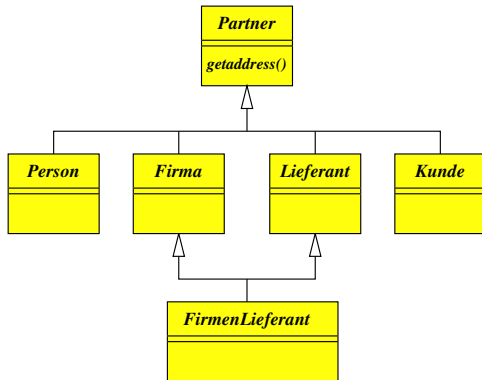 Partner
getaddress()
Person
Firma
Lieferant
Kunde
FirmenLieferant